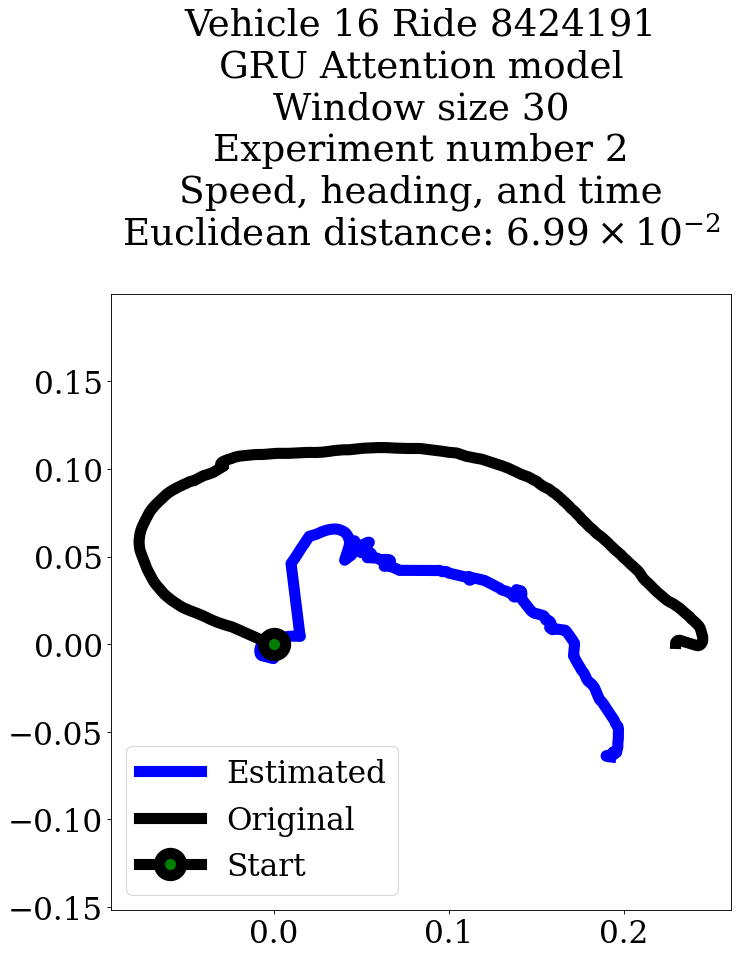 Vehicle 16 Ride 8424191
GRU Attention model
Window size 30
Experiment number 2
Speed, heading, and time
Euclidean distance: 6.99 × 10⁻²
0.15
0.10
0.05
0.00
−0.05
−0.10
−0.15
Estimated
Original
Start
0.0 0.1 0.2